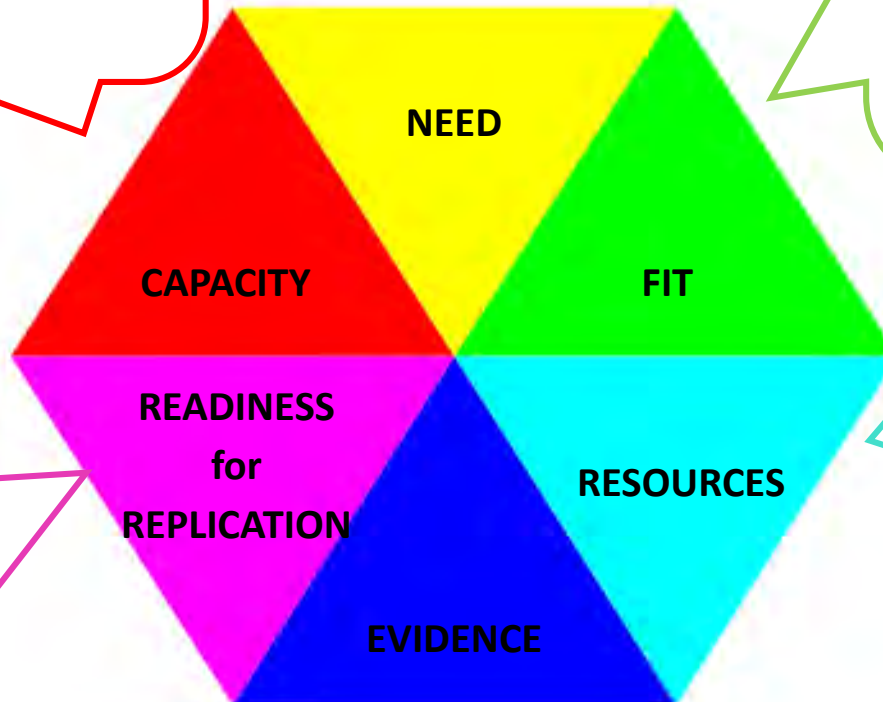 NEED
CAPACITY
FIT
READINESS
for
REPLICATION
RESOURCES
EVIDENCE